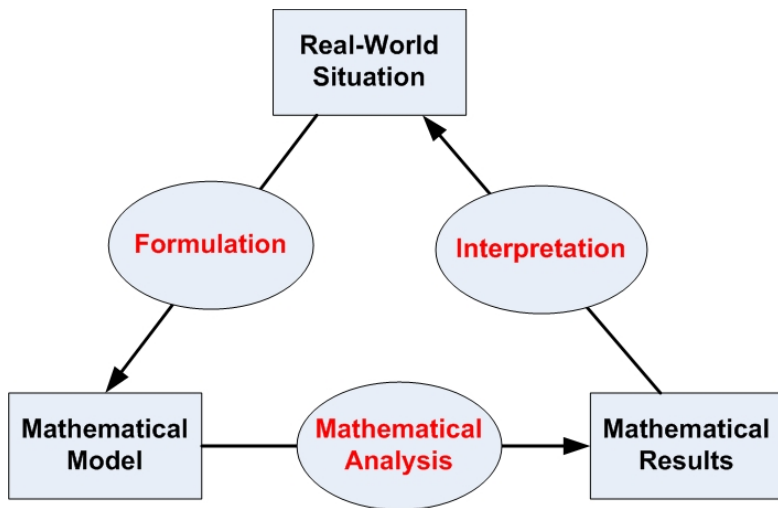 Real-World
Situation
Formulation
Interpretation
Mathematical
Model
Mathematical
Analysis
Mathematical
Results